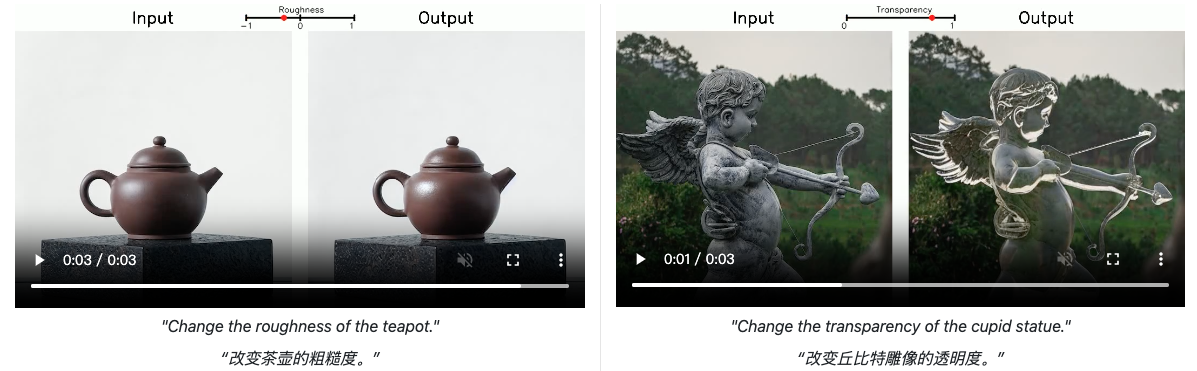 Input
Roughness
Output
-1 0 1
0:03 / 0:03
"Change the roughness of the teapot."
“改变茶壶的粗糙度。”
Input
Transparency
Output
0 1
0:01 / 0:03
"Change the transparency of the cupid statue."
“改变丘比特雕像的透明度。”